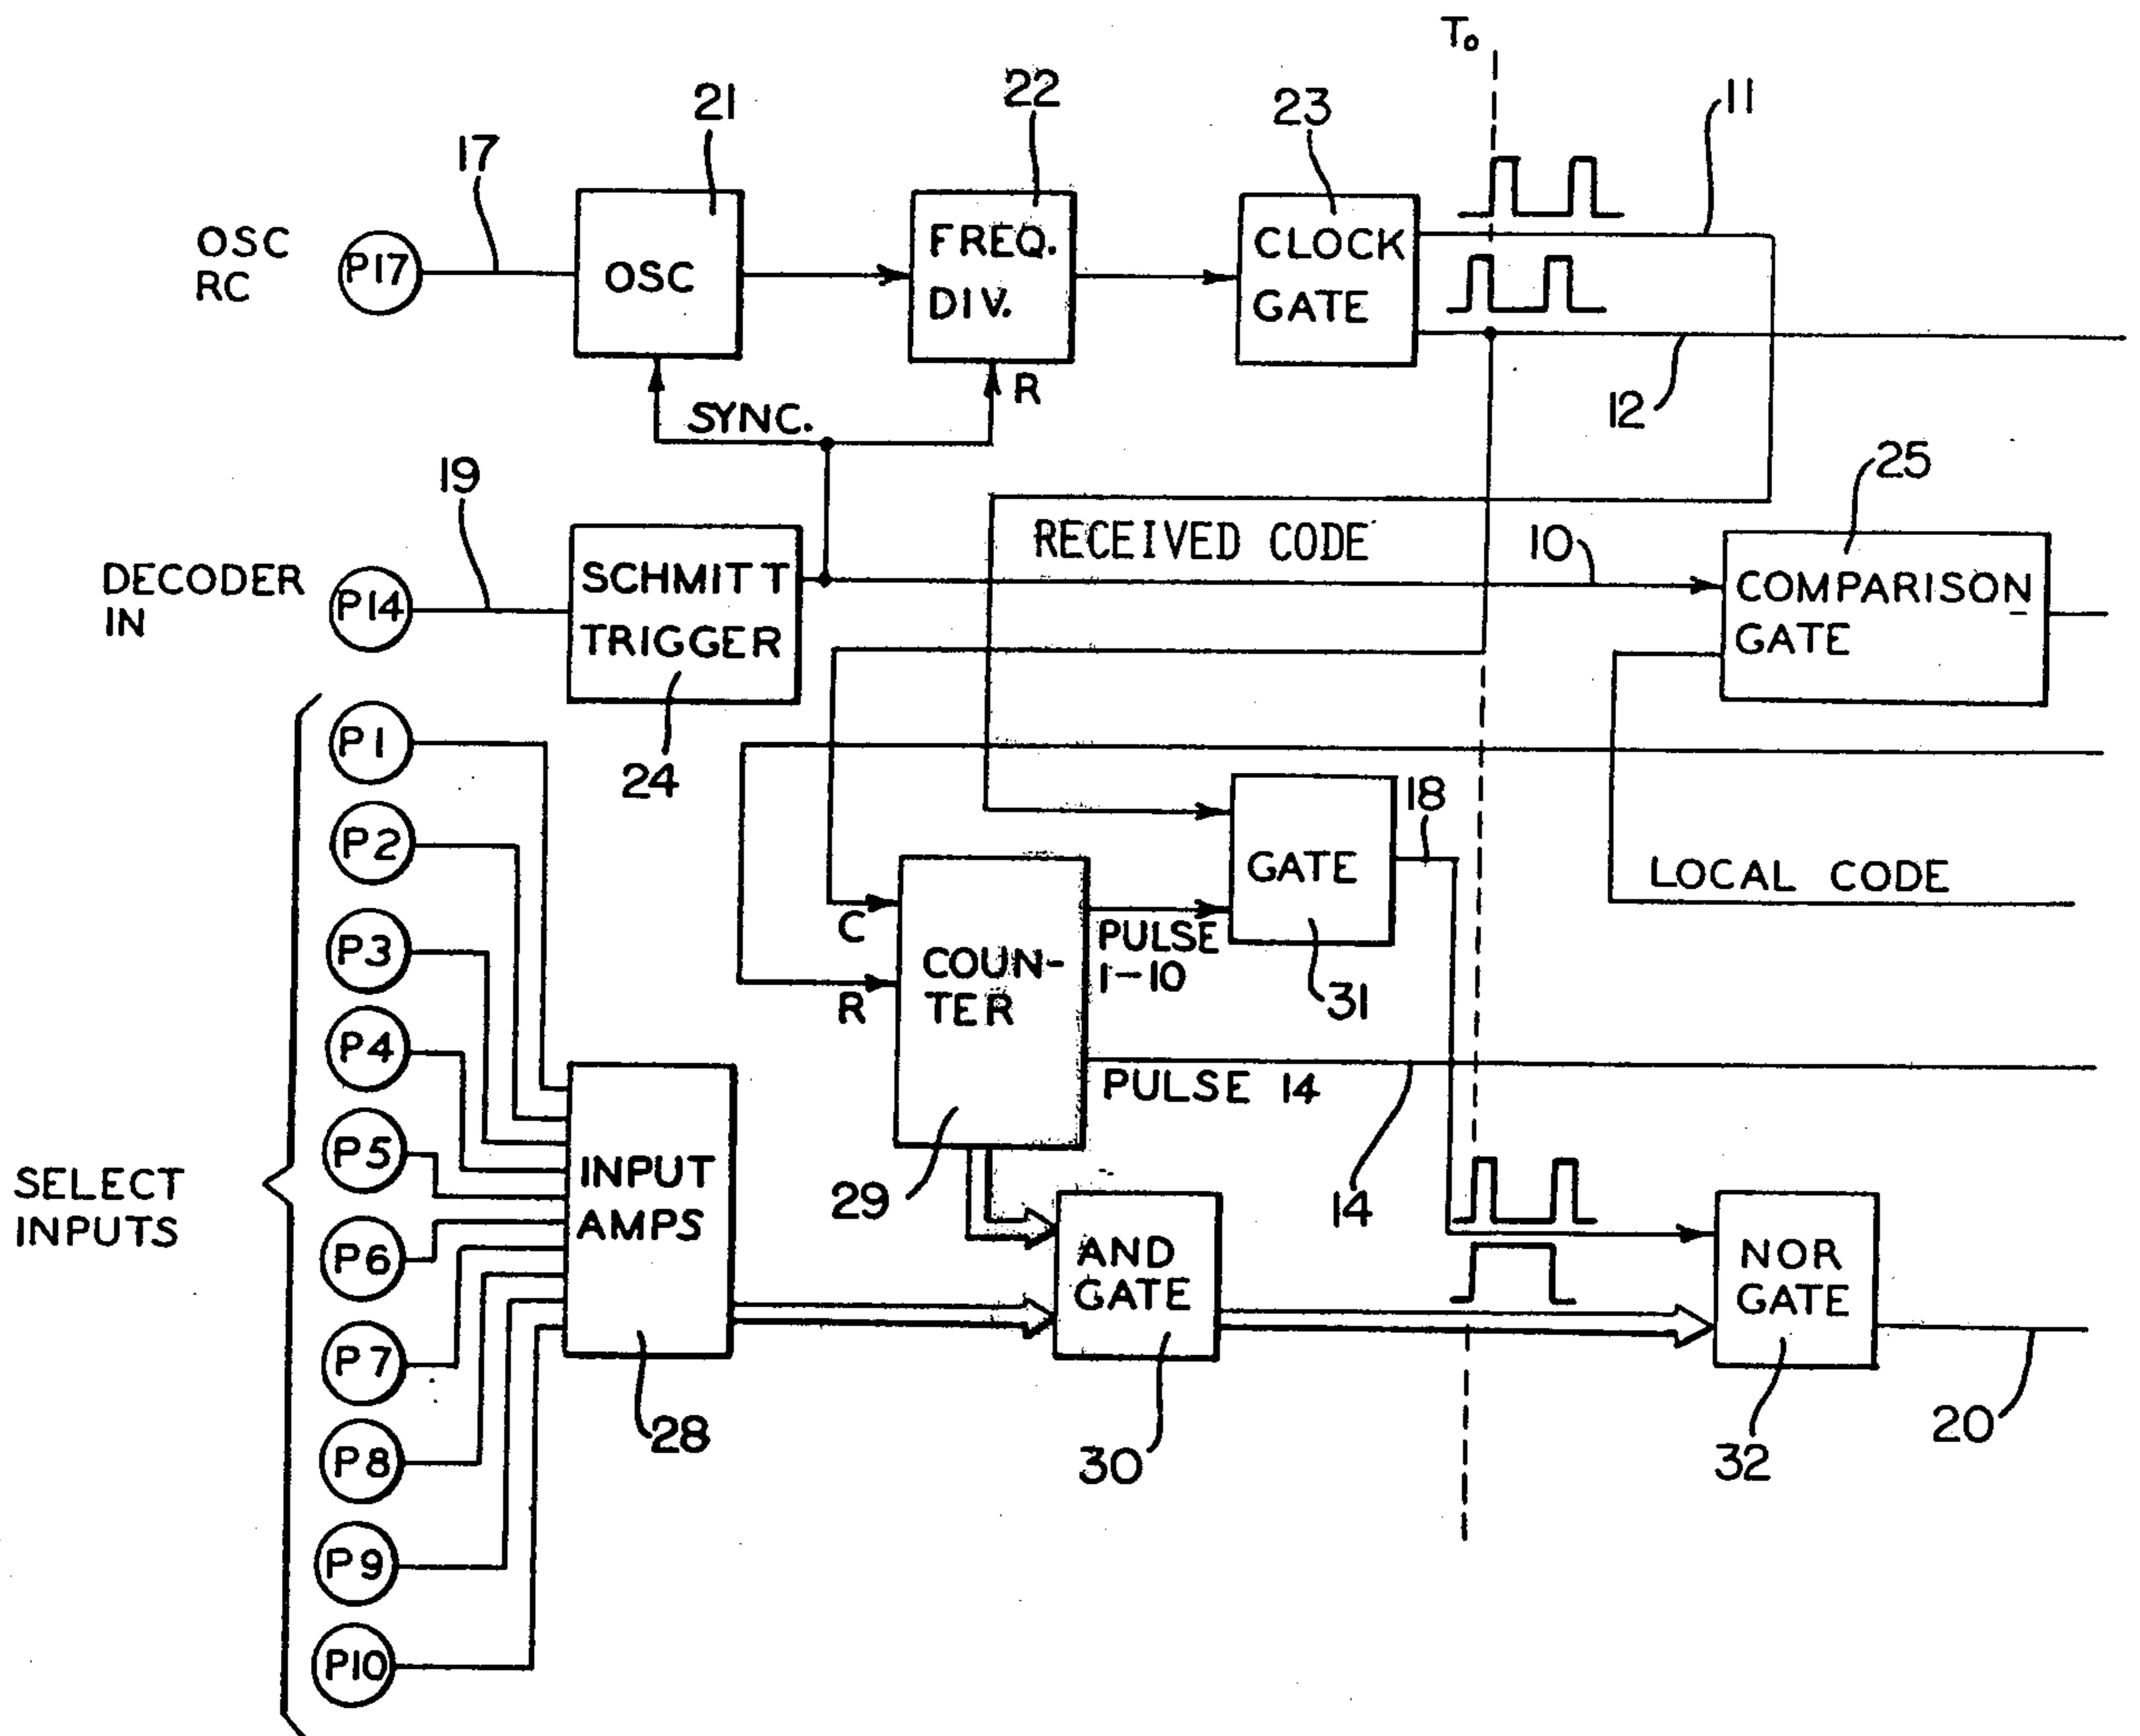 T₀
21
22
23
11
17
OSC
RC
P17
OSC
FREQ.
DIV.
CLOCK
GATE
R
SYNC.
12
19
25
RECEIVED CODE
10
DECODER
IN
P14
SCHMITT
TRIGGER
COMPARISON
GATE
24
P1
P2
P3
P4
P5
P6
P7
P8
P9
P10
SELECT
INPUTS
INPUT
AMPS
28
18
GATE
LOCAL CODE
C
R
COUN-
TER
PULSE
1-10
31
PULSE 14
29
14
AND
GATE
30
NOR
GATE
32
20